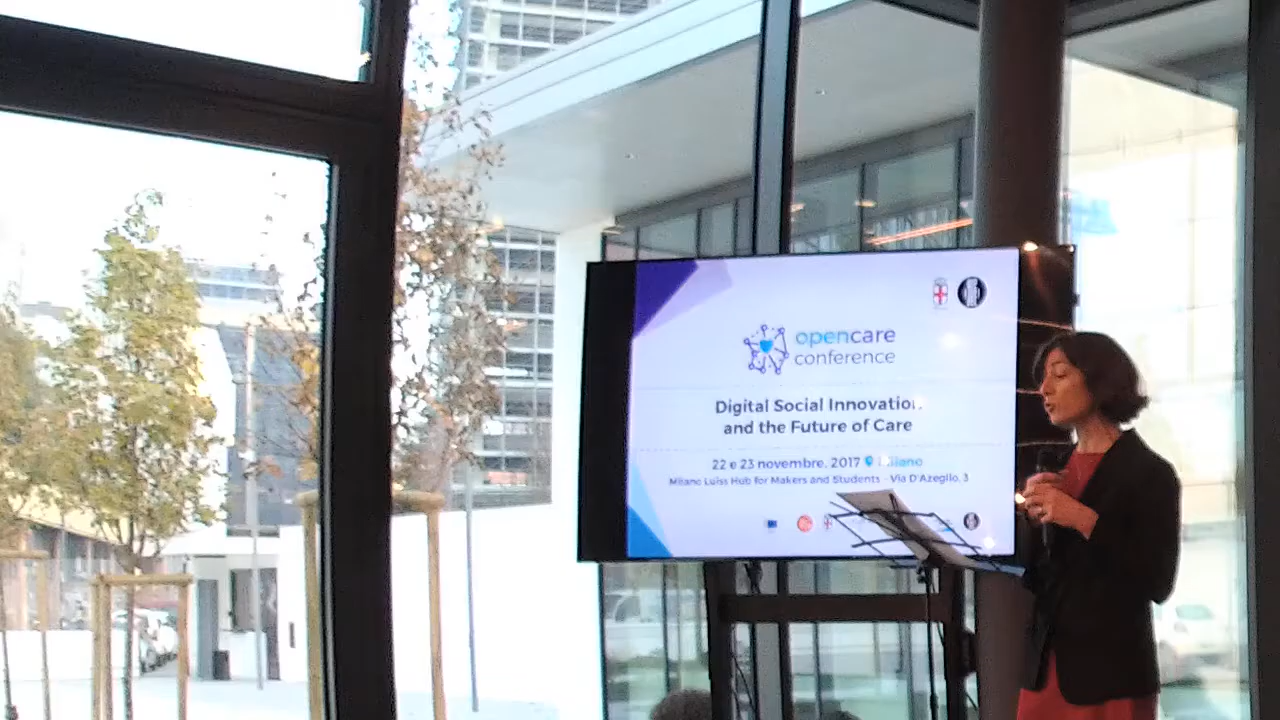 opencare
conference
Digital Social Innovation
and the Future of Care
22 e 23 novembre, 2017 Milano
Milano Luiss Hub for Makers and Students - Via D'Azeglio, 3